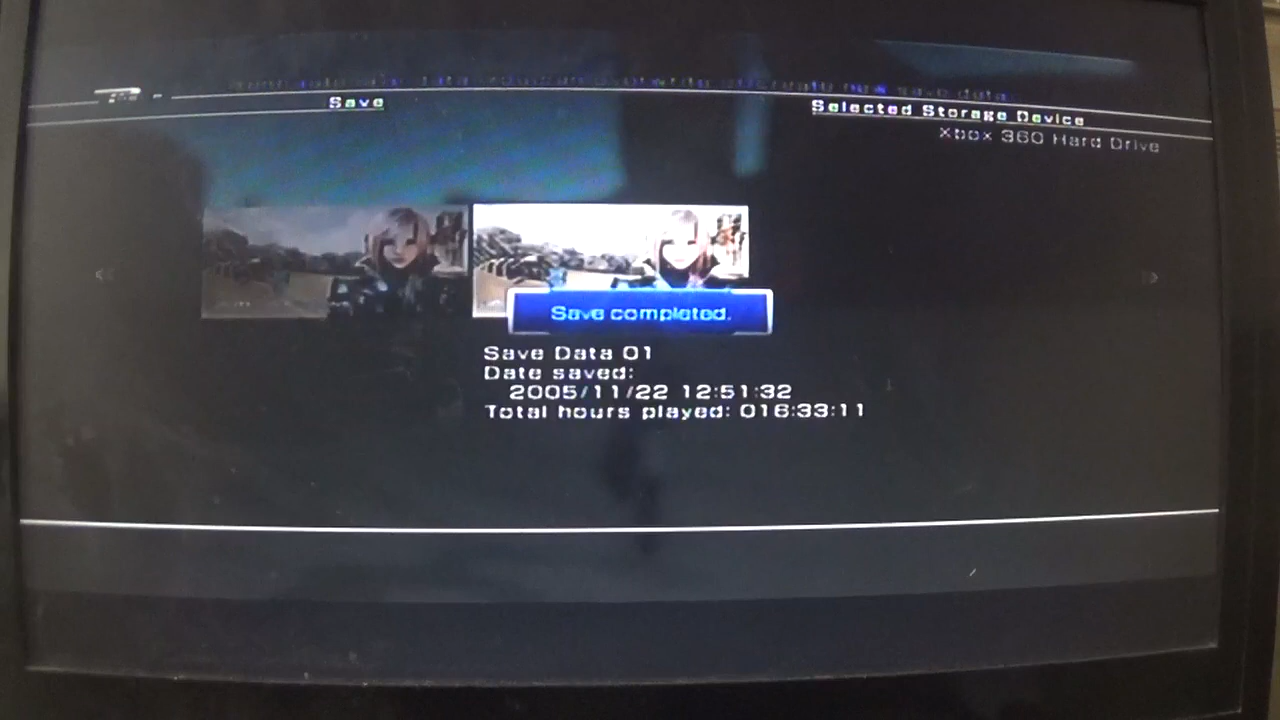 Save
Selected Storage Device
Xbox 360 Hard Drive
Save completed.
Save Data 01
Date saved:
2005/11/22 12:51:32
Total hours played: 016:33:11